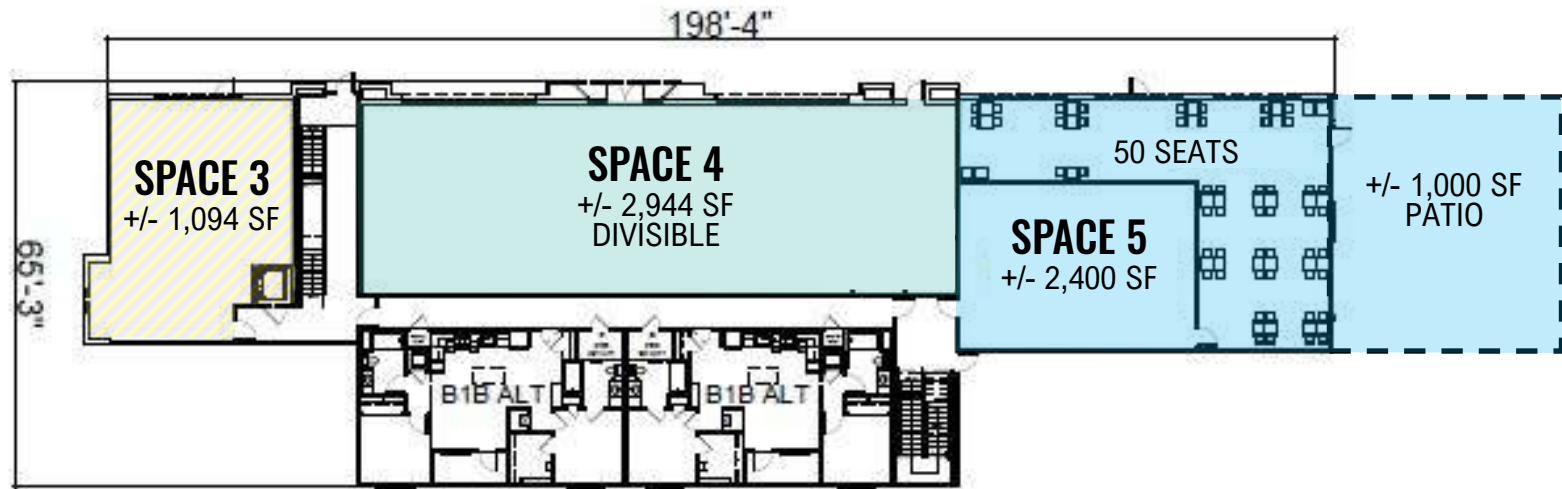 198'-4"
65'-3"
SPACE 3
+/- 1,094 SF
SPACE 4
+/- 2,944 SF
DIVISIBLE
50 SEATS
SPACE 5
+/- 2,400 SF
+/- 1,000 SF
PATIO
B1B ALT
B1B ALT